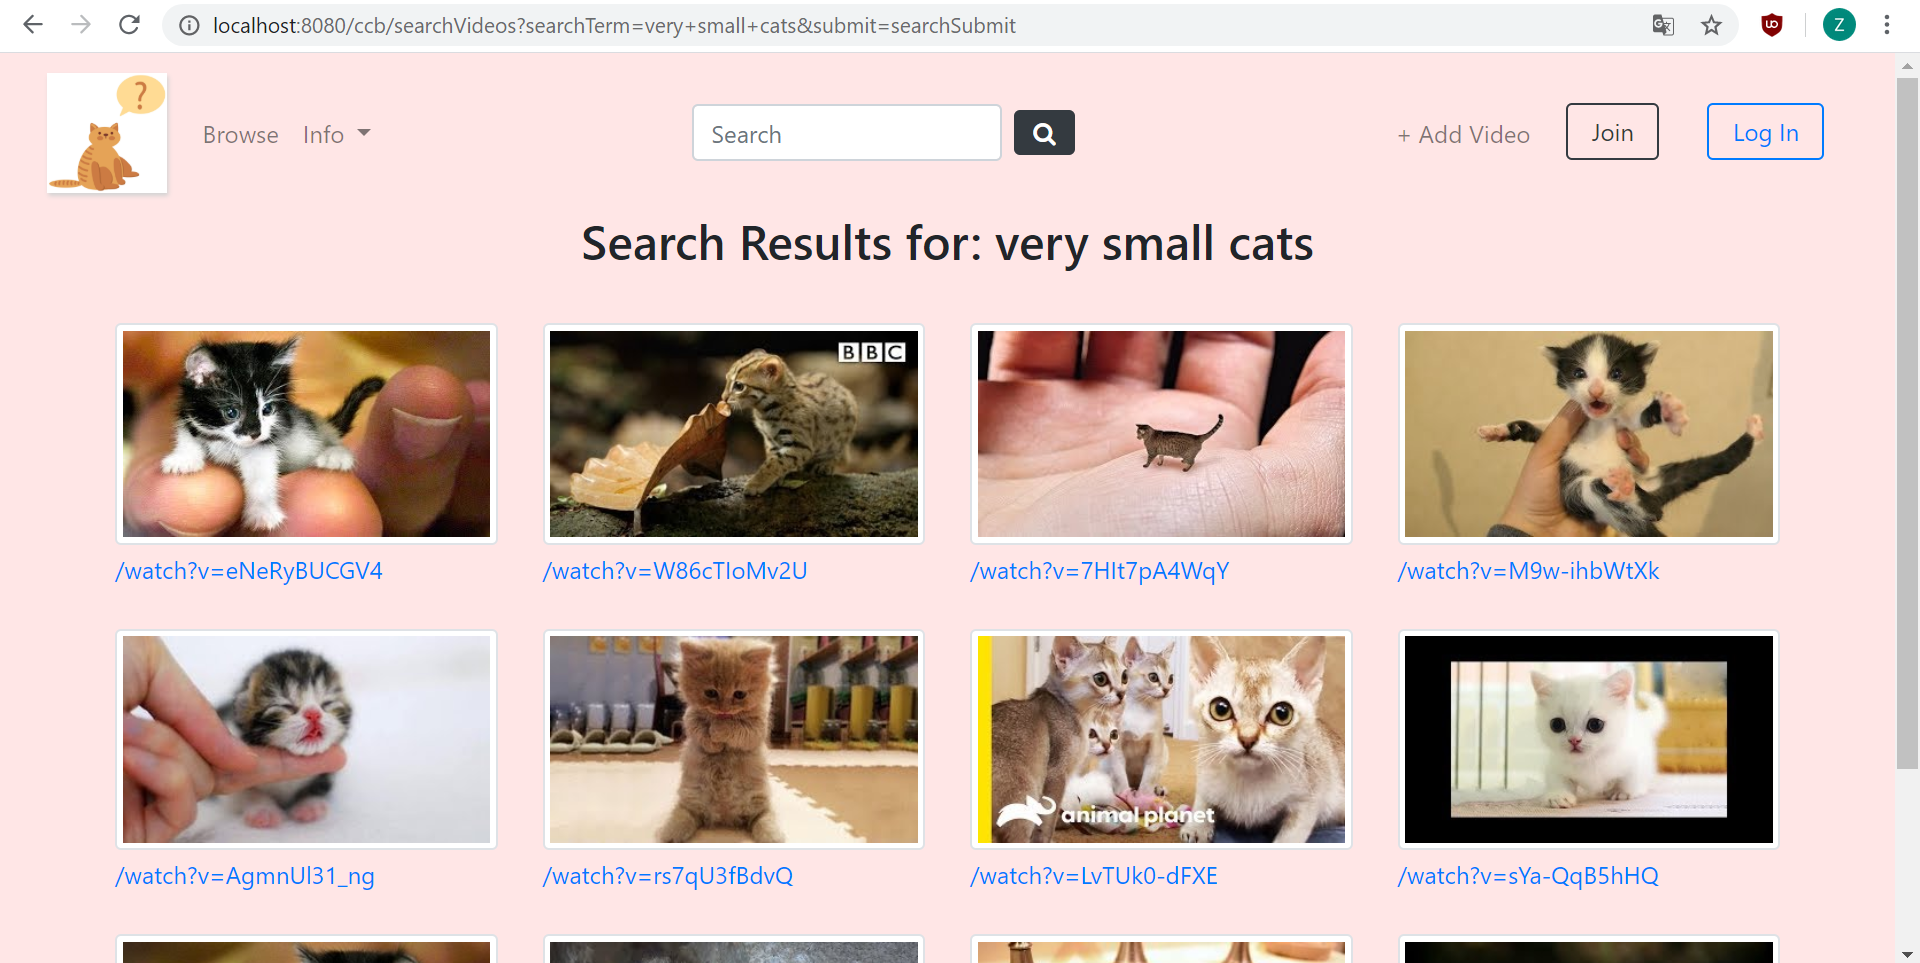 localhost:8080/ccb/searchVideos?searchTerm=very+small+cats&submit=searchSubmit
Z
?
Browse Info
Search
+ Add Video
Join
Log In
Search Results for: very small cats
BBC
/watch?v=eNeRyBUCGV4
/watch?v=W86cTIoMv2U
/watch?v=7HIt7pA4WqY
/watch?v=M9w-ihbWtXk
animal planet
/watch?v=AgmnUl31_ng
/watch?v=rs7qU3fBdvQ
/watch?v=LvTUk0-dFXE
/watch?v=sYa-QqB5hHQ